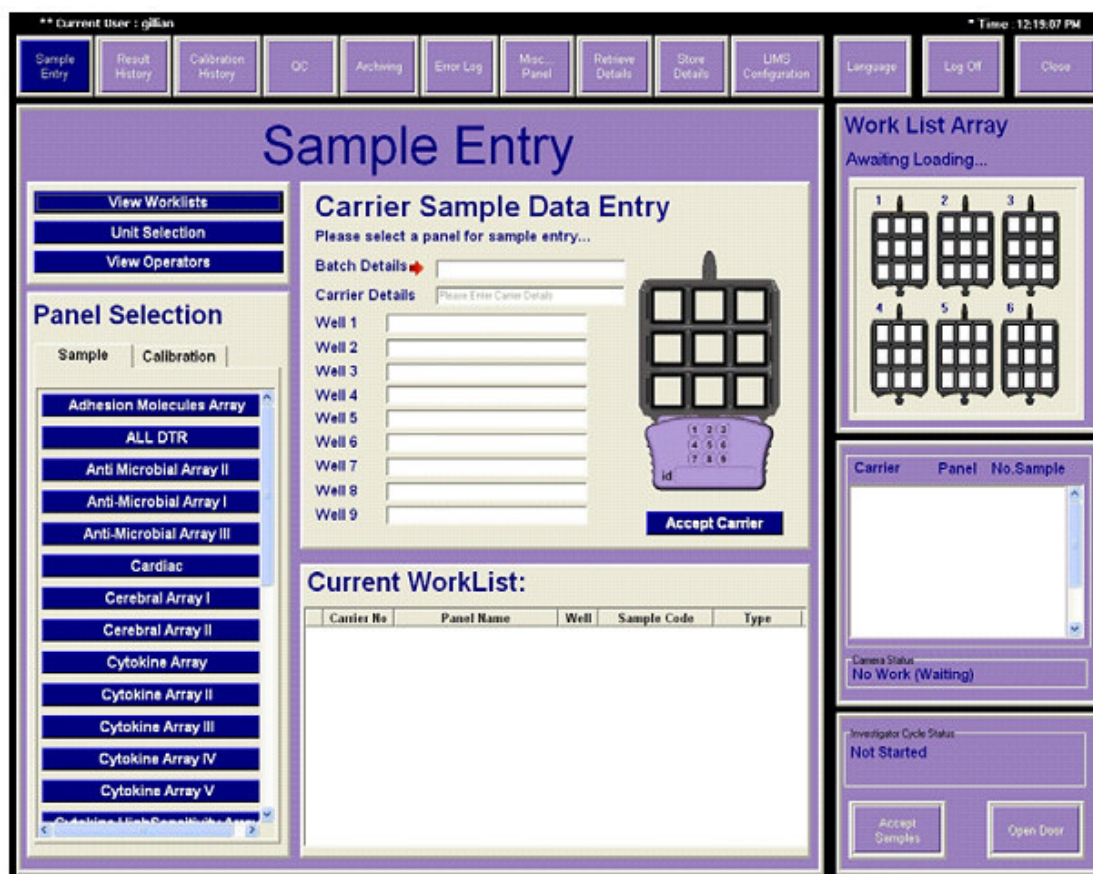 ** Current User : gillian
* Time : 12:19:07 PM
Sample Entry
Result History
Calibration History
QC
Archiving
Error Log
Misc... Panel
Retrieve Details
Store Details
LIMS Configuration
Language
Log Off
Close
Sample Entry
View Worklists
Unit Selection
View Operators
Panel Selection
Sample
Calibration
Adhesion Molecules Array
ALL DTR
Anti Microbial Array II
Anti-Microbial Array I
Anti-Microbial Array III
Cardiac
Cerebral Array I
Cerebral Array II
Cytokine Array
Cytokine Array II
Cytokine Array III
Cytokine Array IV
Cytokine Array V
Cytokine HighSensitivity Array
Carrier Sample Data Entry
Please select a panel for sample entry...
Batch Details
Carrier Details
Please Enter Carrier Details
Well 1
Well 2
Well 3
Well 4
Well 5
Well 6
Well 7
Well 8
Well 9
1 2 3
4 5 6
7 8 9
id
Accept Carrier
Current WorkList:
Carrier No Panel Name Well Sample Code Type
Work List Array
Awaiting Loading...
1 2 3
4 5 6
Carrier Panel No.Sample
Camera Status
No Work (Waiting)
Investigator Cycle Status
Not Started
Accept Samples
Open Door